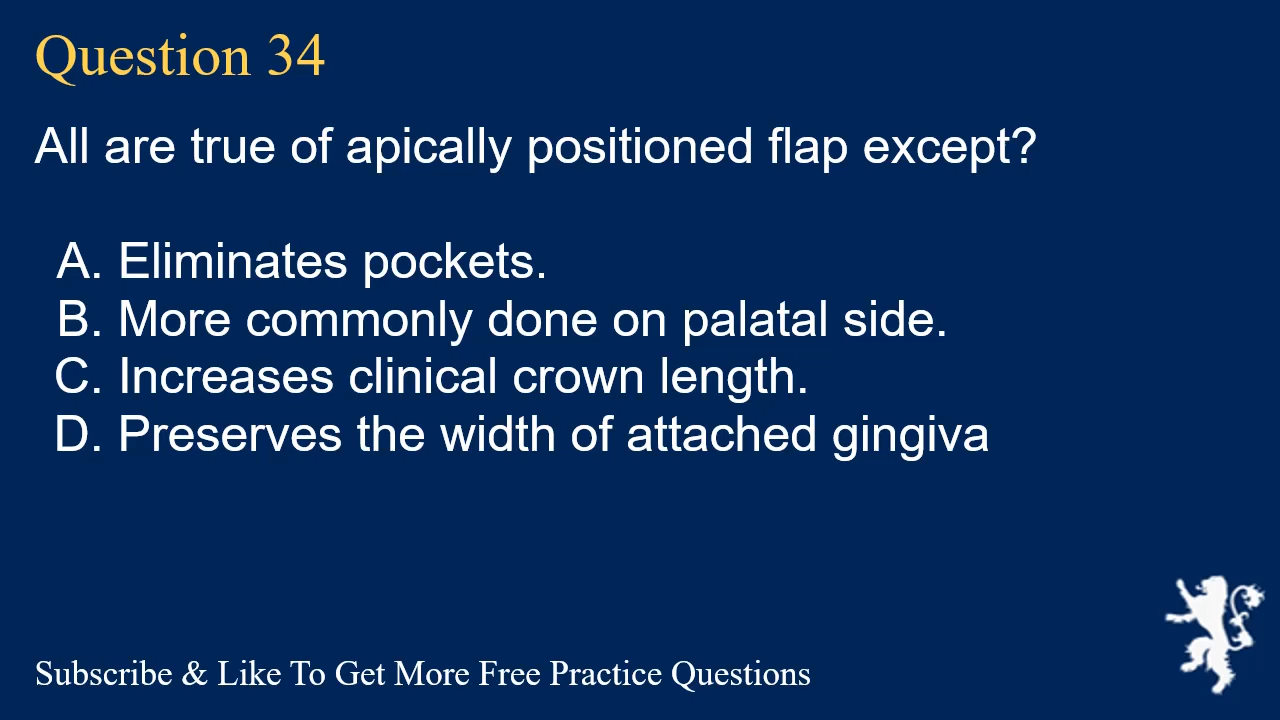 Question 34
All are true of apically positioned flap except?
A. Eliminates pockets.
B. More commonly done on palatal side.
C. Increases clinical crown length.
D. Preserves the width of attached gingiva
Subscribe & Like To Get More Free Practice Questions